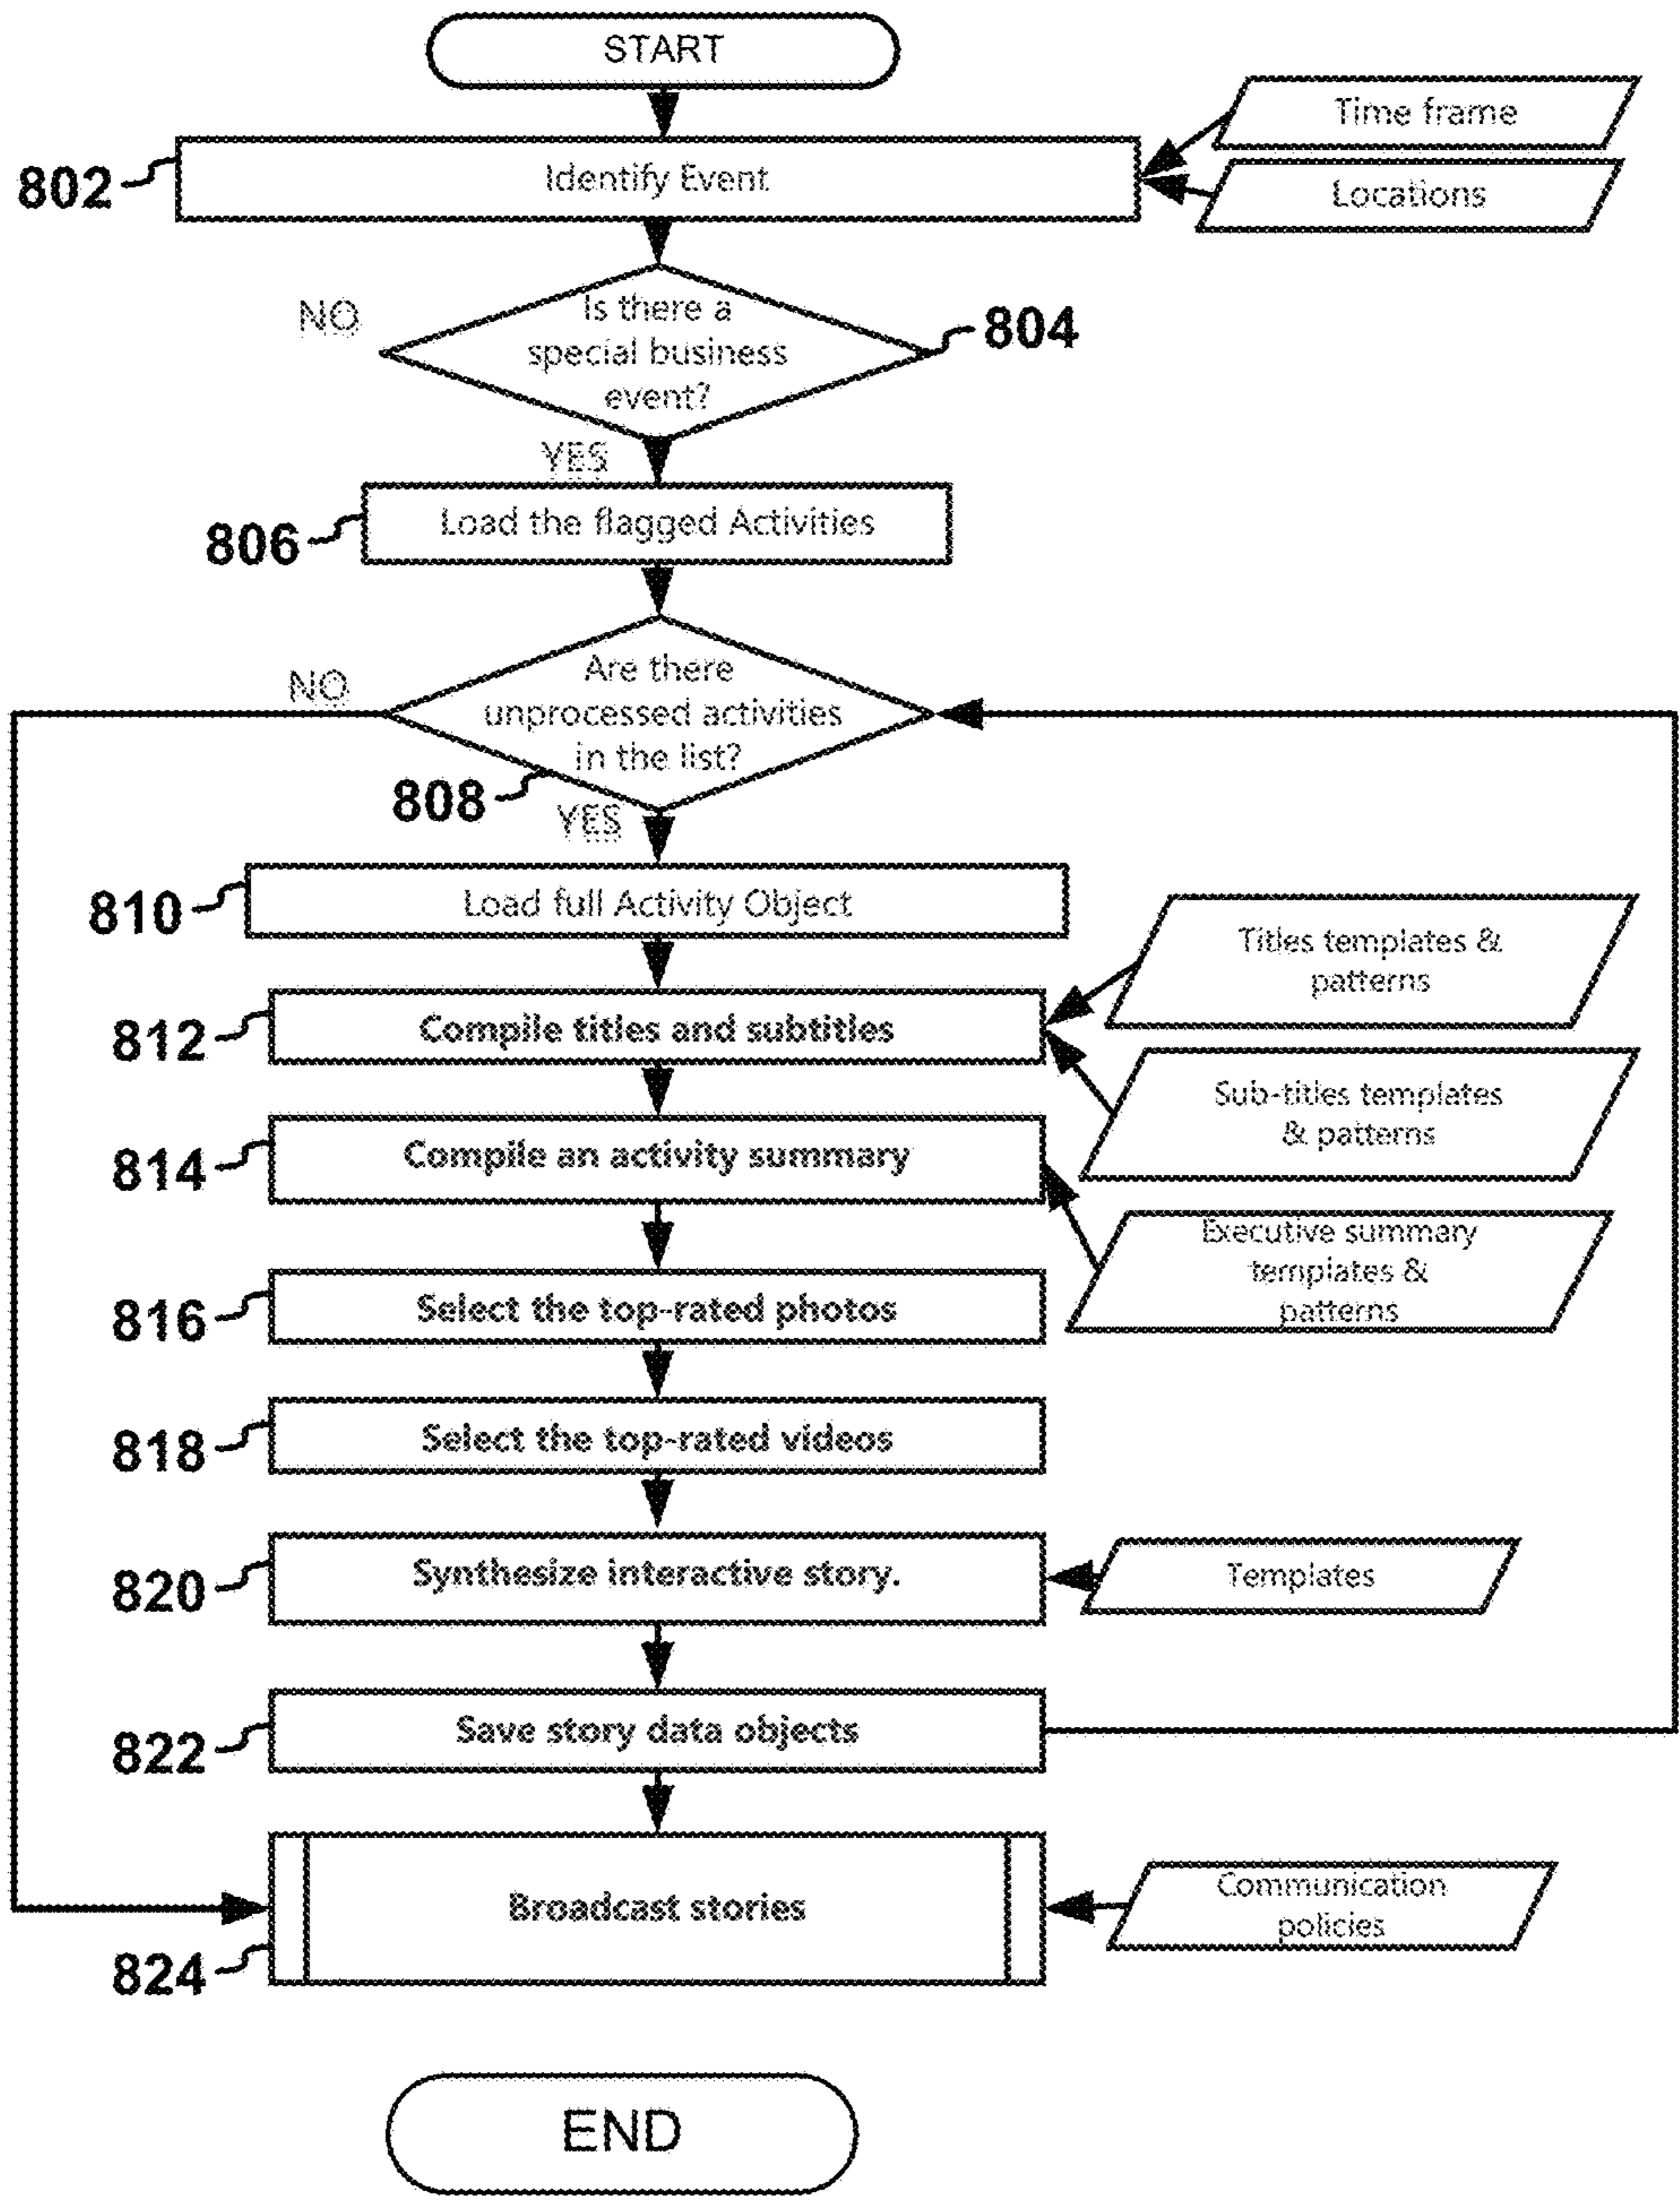 START
Time frame
802
Identify Event
Locations
NO
Is there a
special business
event?
804
YES
806
Load the flagged Activities
NO
Are there
unprocessed activities
in the list?
808
YES
810
Load full Activity Object
Titles templates &
patterns
812
Compile titles and subtitles
Sub-titles templates
& patterns
814
Compile an activity summary
Executive summary
templates &
patterns
816
Select the top-rated photos
818
Select the top-rated videos
820
Synthesize interactive story.
Templates
822
Save story data objects
Broadcast stories
Communication
policies
824
END